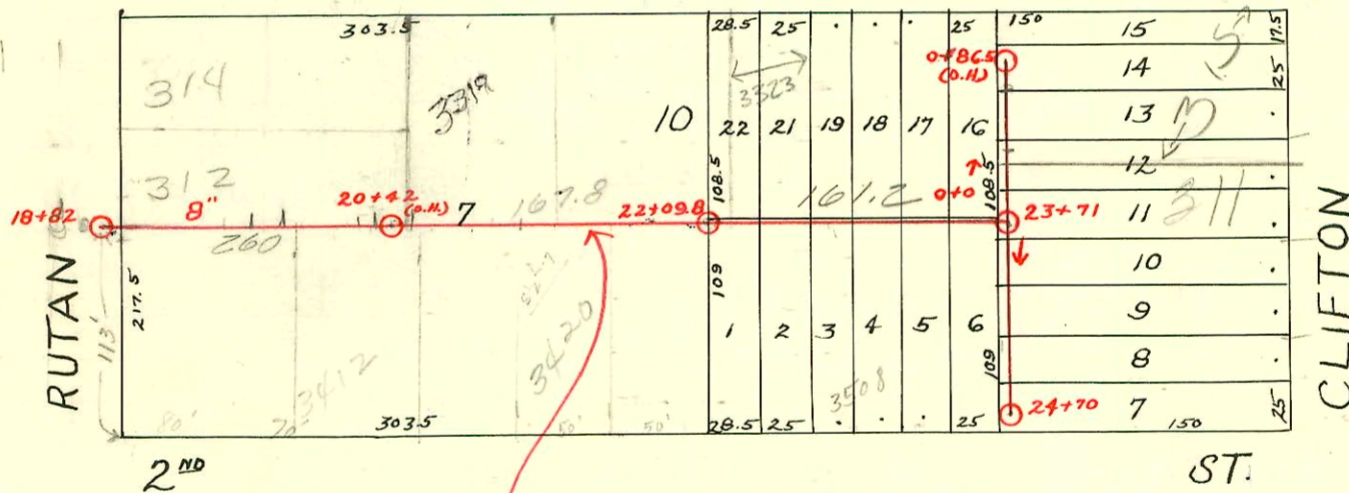 303.5 28.5 25 . . . 25 150 15 17.5
314 3319 3323 0+86.5 14 25
(O.H.)
10 22 21 19 18 17 16 13
312 108.5 108.5 12
18+82 8" 20+42 (O.H.) 7 167.8 22+09.8 161.2 0+0 23+71 11 311
260 10
RUTAN 217.5 113' 109 109 9 CLIFTON
1 2 3 4 5 6
3420 8
3412 3508 24+70 7 25
80' 70' 303.5 50' 50' 28.5 25 . . . 25 150
2ND ST.